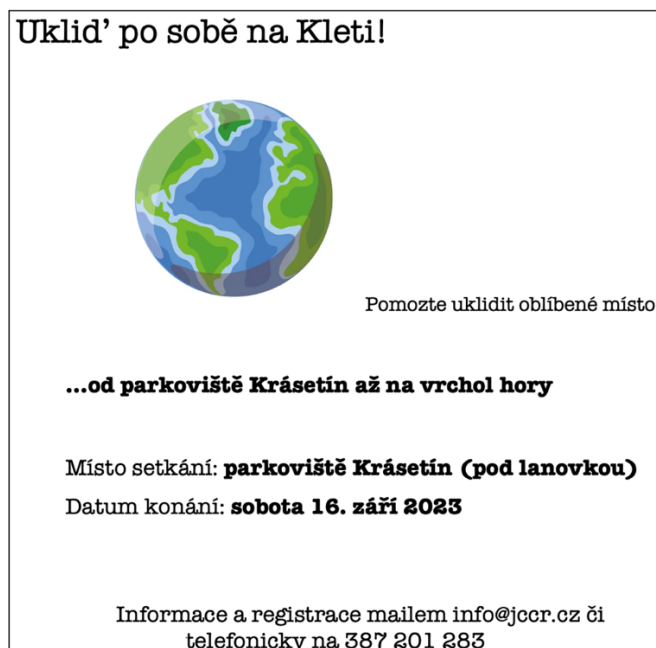 Ukliď po sobě na Kleti!
Pomozte uklidit oblíbené místo
...od parkoviště Krásetín až na vrchol hory
Místo setkání: parkoviště Krásetín (pod lanovkou)
Datum konání: sobota 16. září 2023
Informace a registrace mailem info@jccr.cz či
telefonicky na 387 201 283